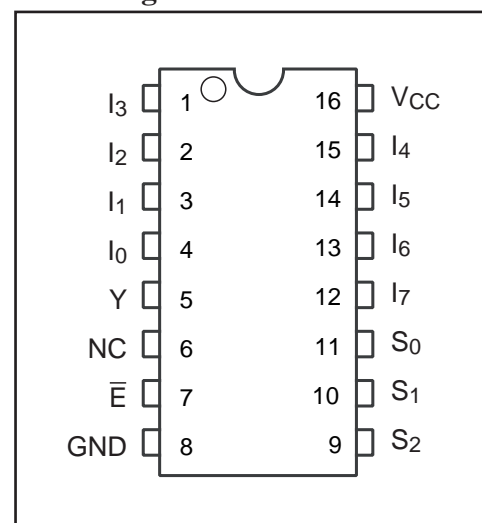 I3 1 16 VCC
I2 2 15 I4
I1 3 14 I5
I0 4 13 I6
Y 5 12 I7
NC 6 11 S0
E̅ 7 10 S1
GND 8 9 S2